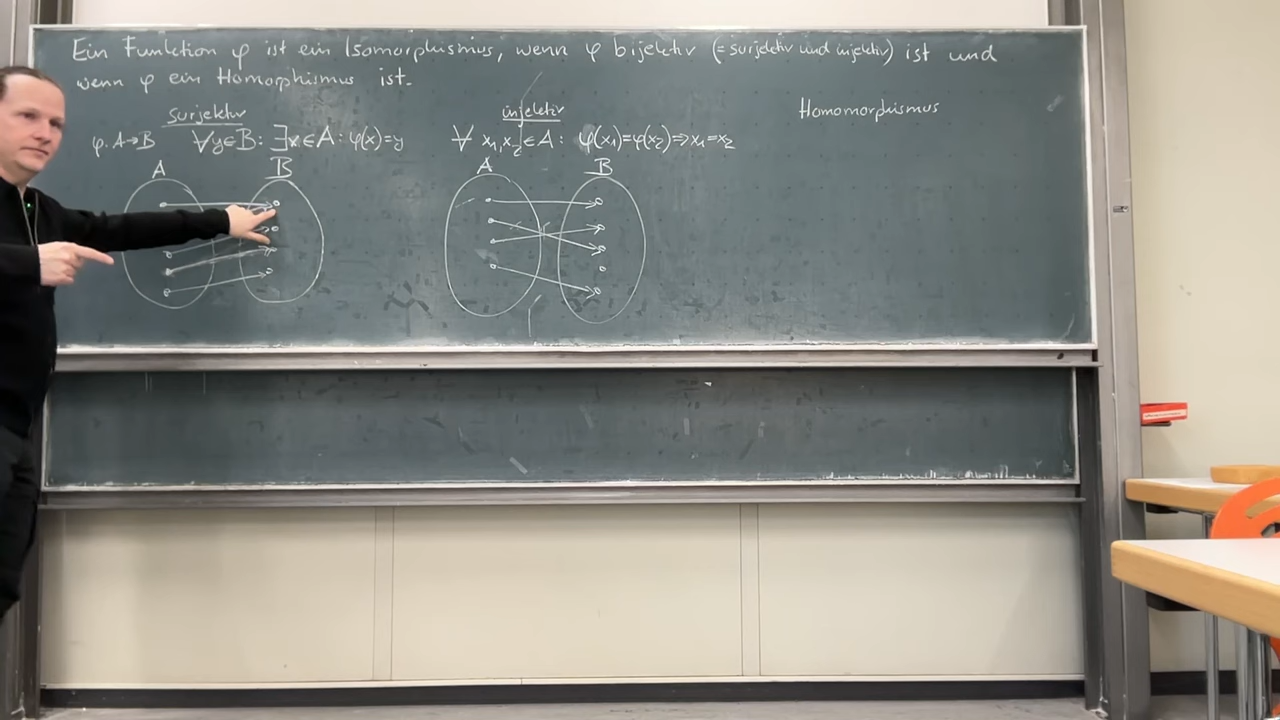 Ein Funktion φ ist ein Isomorphismus, wenn φ bijektiv (= surjektiv und injektiv) ist und
wenn φ ein Homorphismus ist.
surjektiv
φ: A→B ∀y∈B: ∃x∈A: φ(x)=y
A B
injektiv
∀ x₁,x₂∈A: φ(x₁)=φ(x₂)⇒x₁=x₂
A B
Homomorphismus